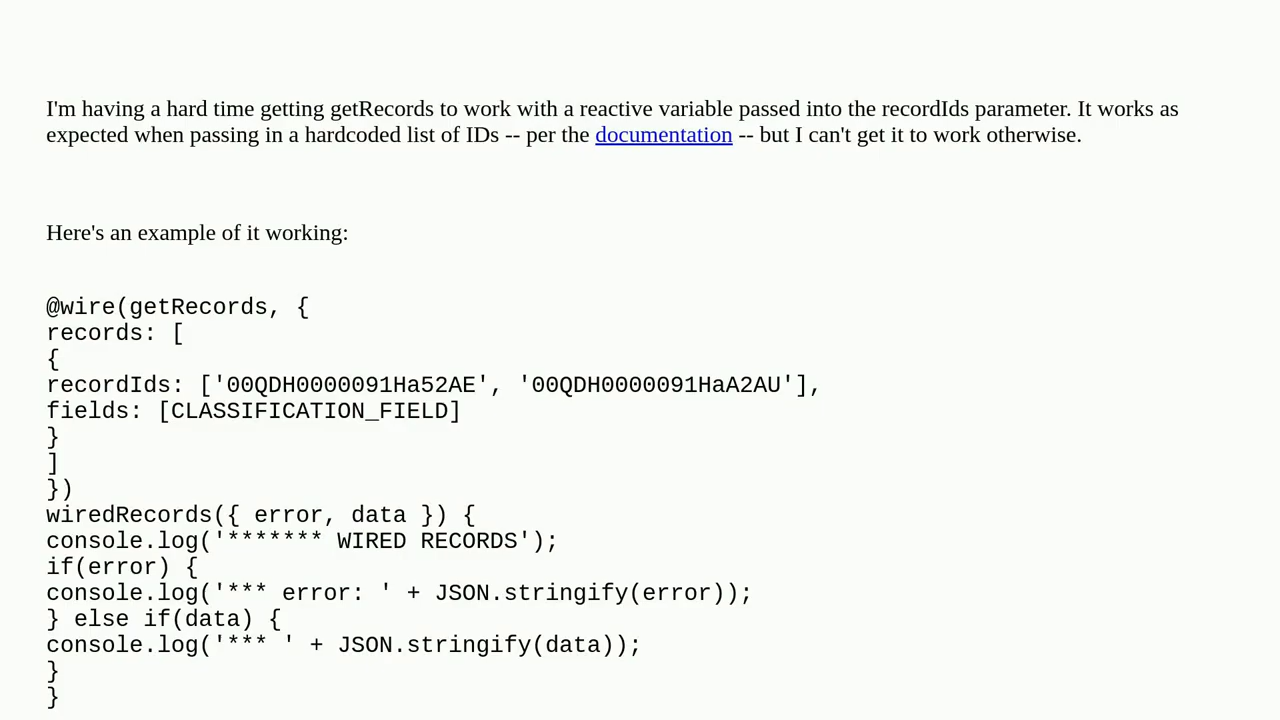 I'm having a hard time getting getRecords to work with a reactive variable passed into the recordIds parameter. It works as
expected when passing in a hardcoded list of IDs -- per the documentation -- but I can't get it to work otherwise.
Here's an example of it working:
@wire(getRecords, {
records: [
{
recordIds: ['00QDH0000091Ha52AE', '00QDH0000091HaA2AU'],
fields: [CLASSIFICATION_FIELD]
}
]
})
wiredRecords({ error, data }) {
console.log('******* WIRED RECORDS');
if(error) {
console.log('*** error: ' + JSON.stringify(error));
} else if(data) {
console.log('*** ' + JSON.stringify(data));
}
}